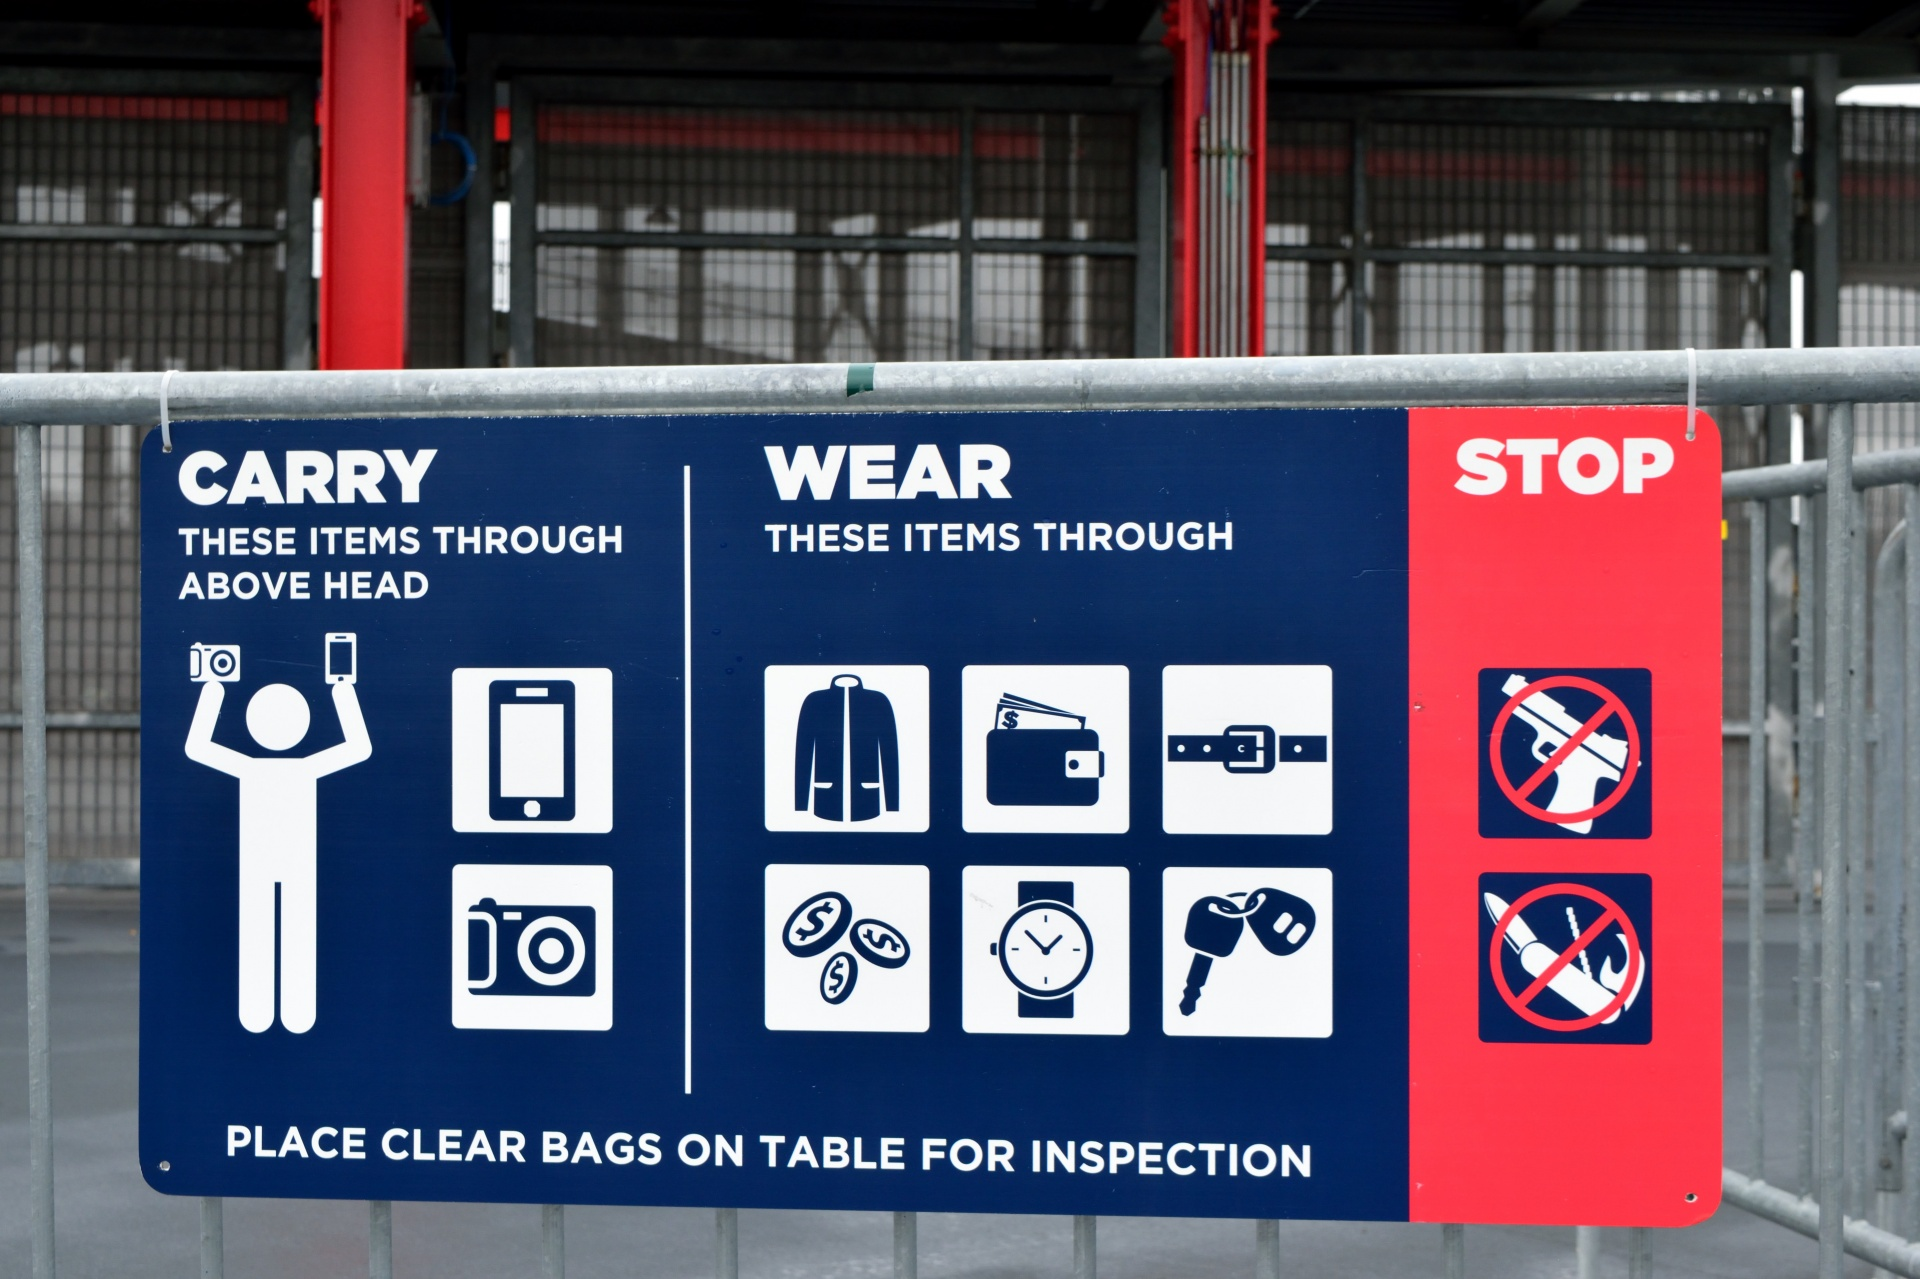 CARRY
THESE ITEMS THROUGH
ABOVE HEAD
WEAR
THESE ITEMS THROUGH
STOP
PLACE CLEAR BAGS ON TABLE FOR INSPECTION